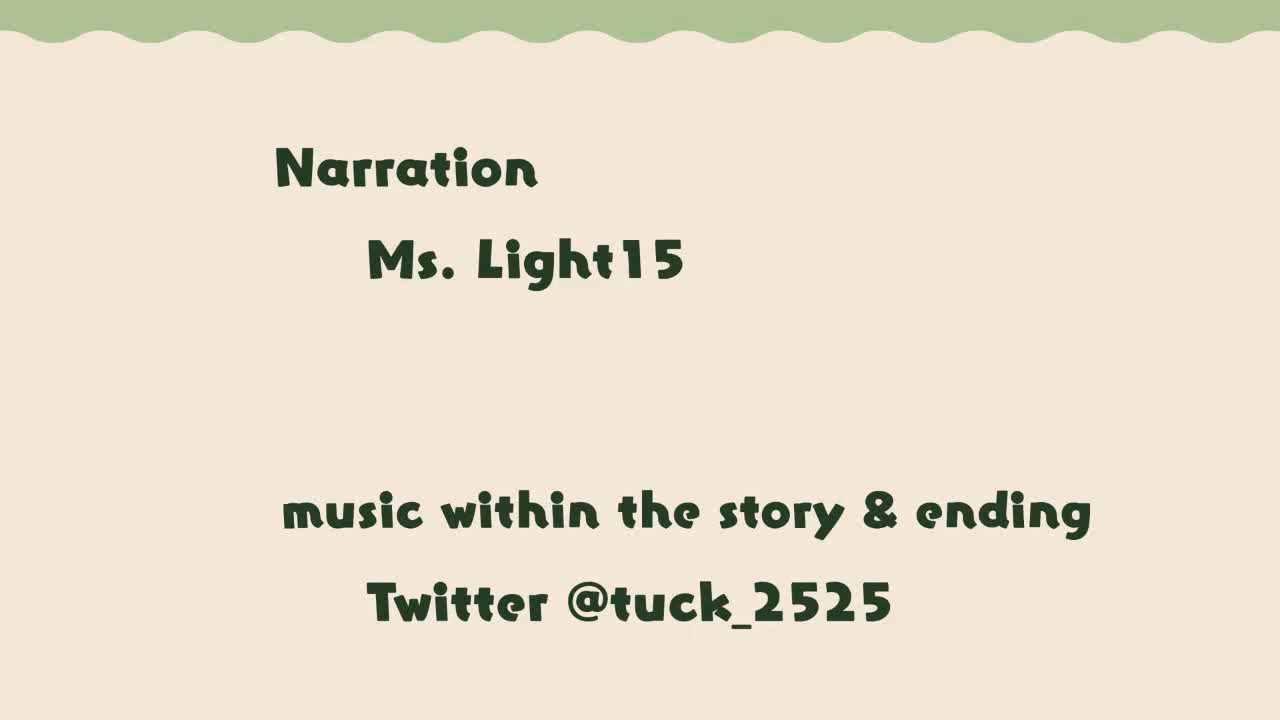 Narration
Ms. Light15
music within the story & ending
Twitter @tuck_2525